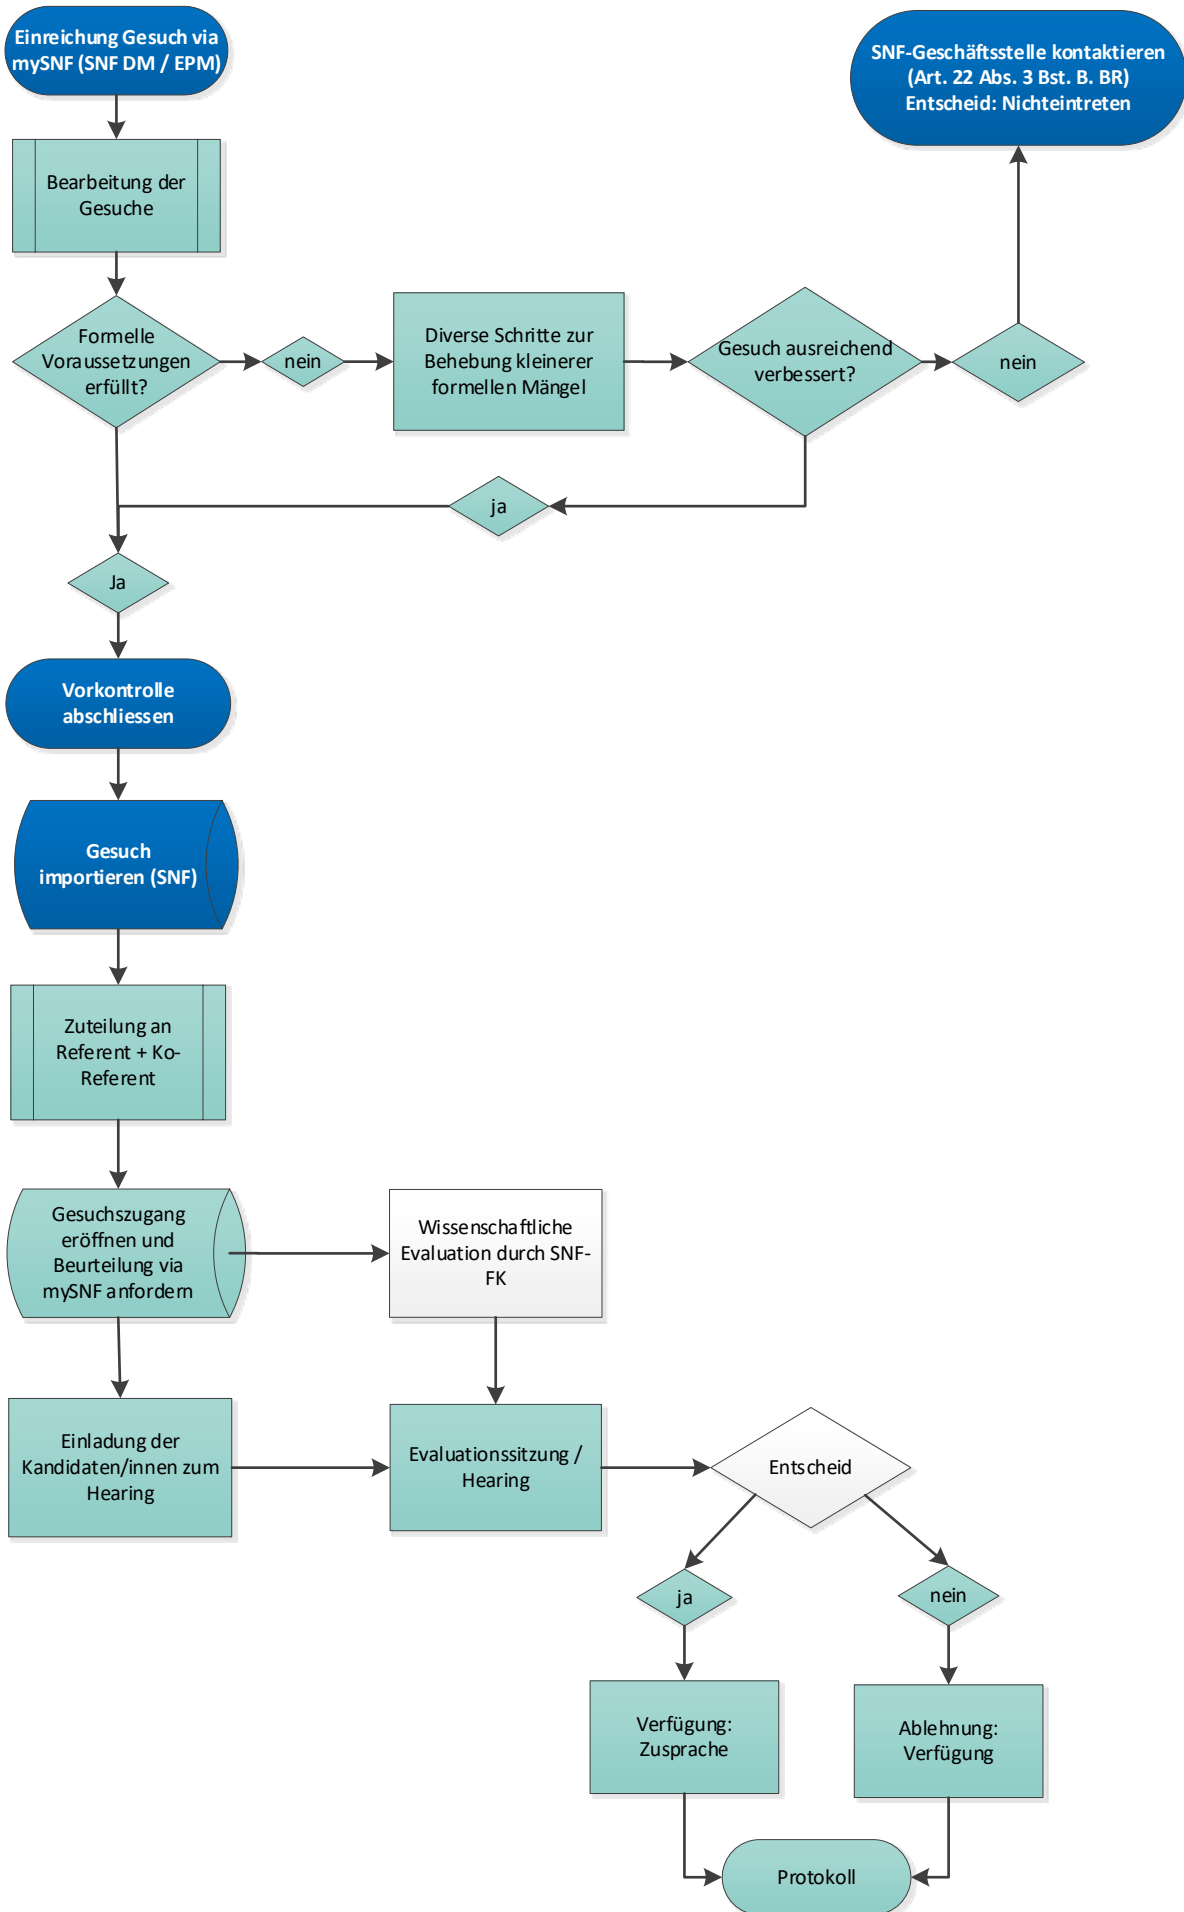 Einreichung Gesuch via
mySNF (SNF DM / EPM)
SNF-Geschäftsstelle kontaktieren
(Art. 22 Abs. 3 Bst. B. BR)
Entscheid: Nichteintreten
Bearbeitung der
Gesuche
Formelle
Voraussetzungen
erfüllt?
nein
Diverse Schritte zur
Behebung kleinerer
formellen Mängel
Gesuch ausreichend
verbessert?
nein
ja
Ja
Vorkontrolle
abschliessen
Gesuch
importieren (SNF)
Zuteilung an
Referent + Ko-
Referent
Gesuchszugang
eröffnen und
Beurteilung via
mySNF anfordern
Wissenschaftliche
Evaluation durch SNF-
FK
Einladung der
Kandidaten/innen zum
Hearing
Evaluationssitzung /
Hearing
Entscheid
ja
nein
Verfügung:
Zusprache
Ablehnung:
Verfügung
Protokoll